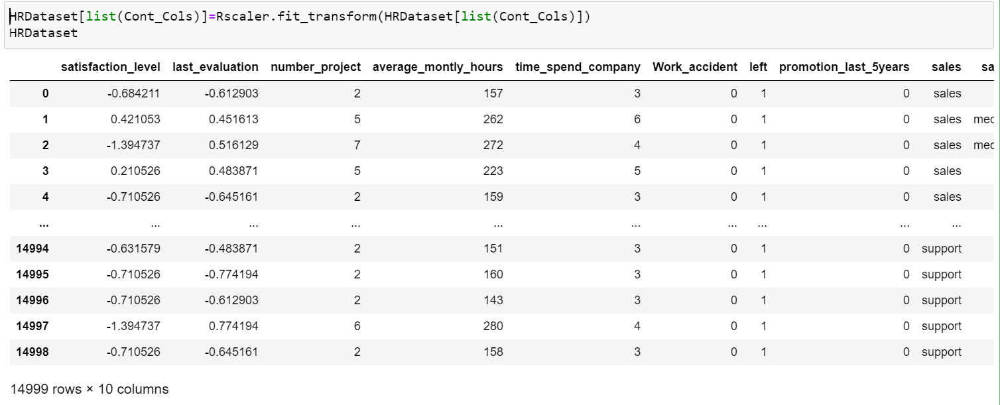 HRDataset[list(Cont_Cols)]=Rscaler.fit_transform(HRDataset[list(Cont_Cols)])
HRDataset
satisfaction_level last_evaluation number_project average_montly_hours time_spend_company Work_accident left promotion_last_5years sales sa
0 -0.684211 -0.612903 2 157 3 0 1 0 sales
1 0.421053 0.451613 5 262 6 0 1 0 sales med
2 -1.394737 0.516129 7 272 4 0 1 0 sales med
3 0.210526 0.483871 5 223 5 0 1 0 sales
4 -0.710526 -0.645161 2 159 3 0 1 0 sales
... ... ... ... ... ... ... ... ... ...
14994 -0.631579 -0.483871 2 151 3 0 1 0 support
14995 -0.710526 -0.774194 2 160 3 0 1 0 support
14996 -0.710526 -0.612903 2 143 3 0 1 0 support
14997 -1.394737 0.774194 6 280 4 0 1 0 support
14998 -0.710526 -0.645161 2 158 3 0 1 0 support
14999 rows × 10 columns